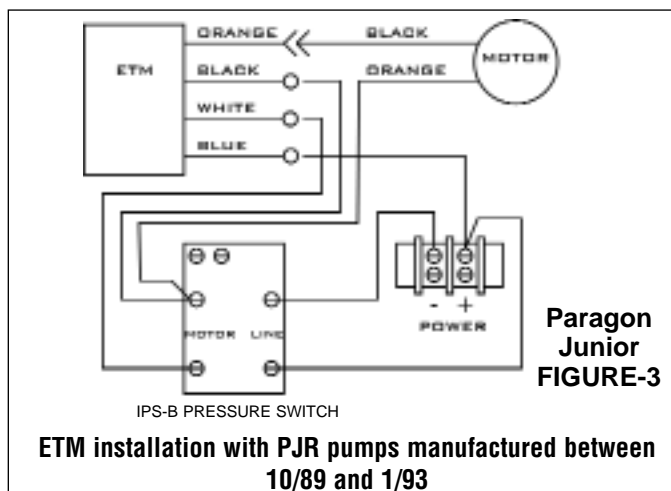 ORANGE
BLACK
ETM
BLACK
ORANGE
MOTOR
WHITE
BLUE
MOTOR LINE
- +
POWER
Paragon
Junior
FIGURE-3
IPS-B PRESSURE SWITCH
ETM installation with PJR pumps manufactured between
10/89 and 1/93